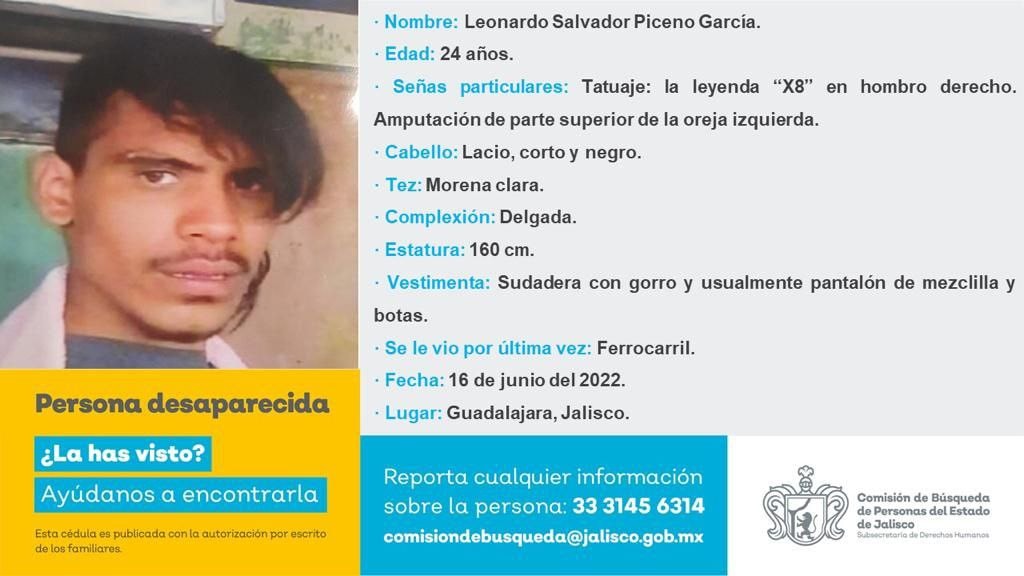 · Nombre: Leonardo Salvador Piceno García.
· Edad: 24 años.
· Señas particulares: Tatuaje: la leyenda “X8” en hombro derecho.
Amputación de parte superior de la oreja izquierda.
· Cabello: Lacio, corto y negro.
· Tez: Morena clara.
· Complexión: Delgada.
· Estatura: 160 cm.
· Vestimenta: Sudadera con gorro y usualmente pantalón de mezclilla y
botas.
· Se le vio por última vez: Ferrocarril.
· Fecha: 16 de junio del 2022.
· Lugar: Guadalajara, Jalisco.
Persona desaparecida
¿La has visto?
Ayúdanos a encontrarla
Esta cédula es publicada con la autorización por escrito
de los familiares.
Reporta cualquier información
sobre la persona: 33 3145 6314
comisiondebusqueda@jalisco.gob.mx
Comisión de Búsqueda
de Personas del Estado
de Jalisco
Subsecretaría de Derechos Humanos